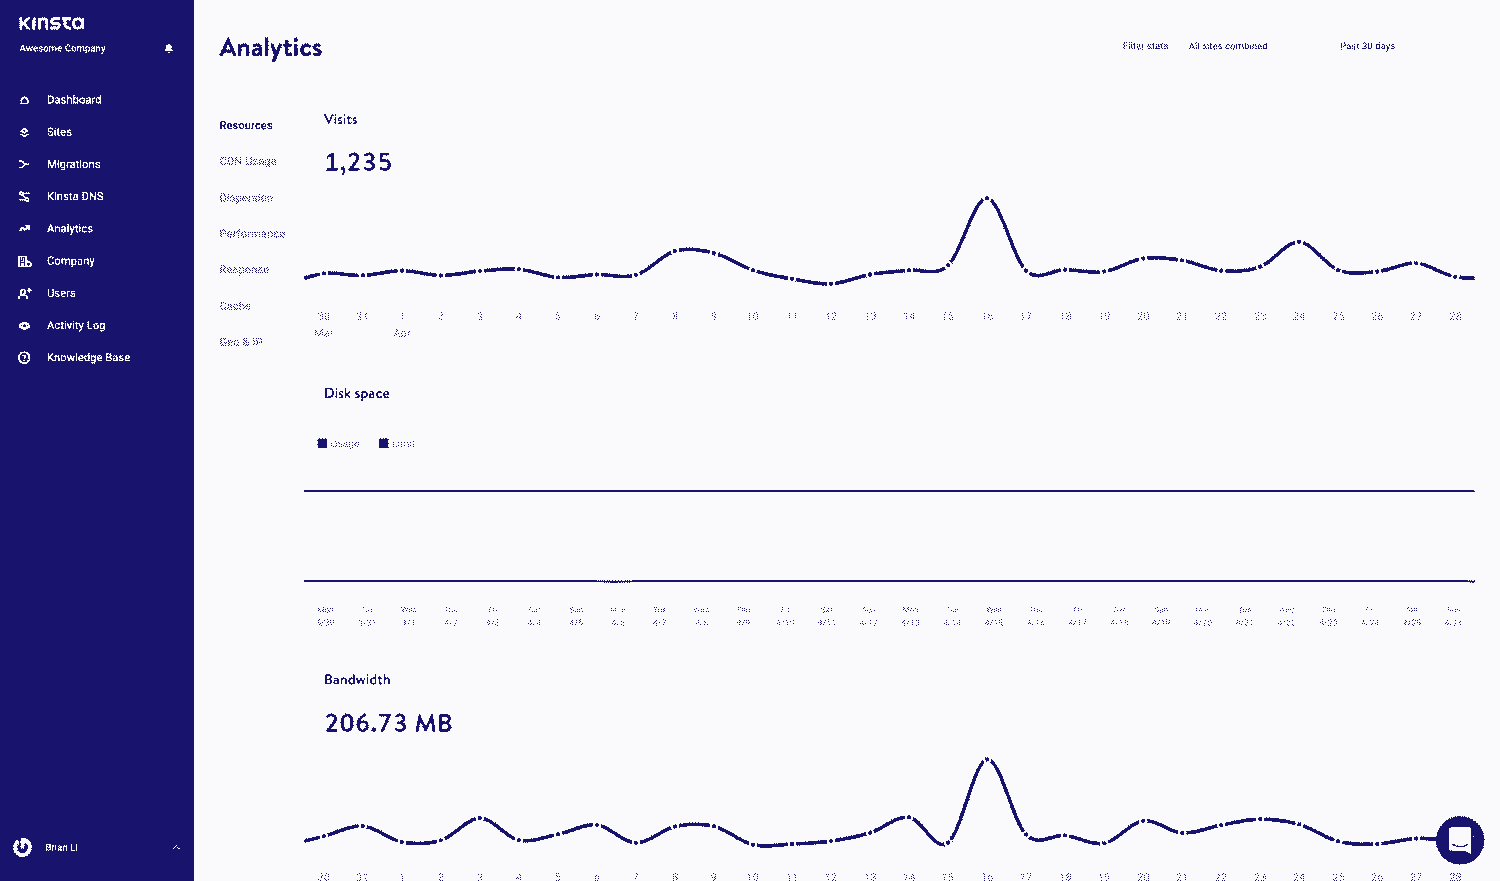 Kinsta
Awesome Company
Dashboard
Sites
Migrations
Kinsta DNS
Analytics
Company
Users
Activity Log
Knowledge Base
Brian Li
Analytics
Filter stats All sites combined Past 30 days
Resources
CDN Usage
Dispersion
Performance
Response
Cache
Geo & IP
Visits
1,235
30 31 1 2 3 4 5 6 7 8 9 10 11 12 13 14 15 16 17 18 19 20 21 22 23 24 25 26 27 28
Mar Apr
Disk space
Usage Limit
Bandwidth
206.73 MB
30 31 1 2 3 4 5 6 7 8 9 10 11 12 13 14 15 16 17 18 19 20 21 22 23 24 25 26 27 28